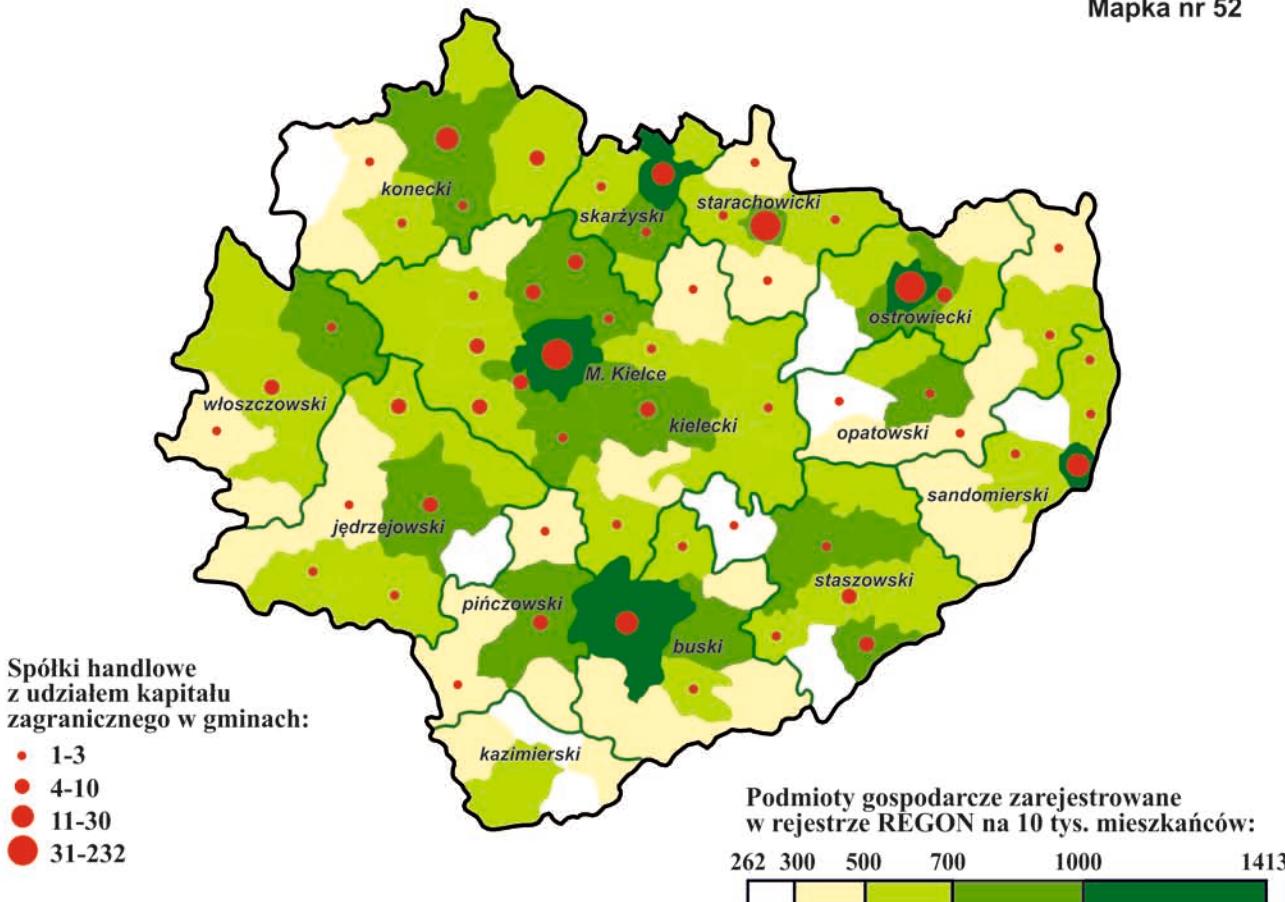 Mapka nr 52
konecki
skarżyski
starachowicki
ostrowiecki
M. Kielce
włoszczowski
kielecki
opatowski
sandomierski
jędrzejowski
staszowski
pińczowski
buski
kazimierski
Spółki handlowe
z udziałem kapitału
zagranicznego w gminach:
1-3
4-10
11-30
31-232
Podmioty gospodarcze zarejestrowane
w rejestrze REGON na 10 tys. mieszkańców:
262 300 500 700 1000 1413